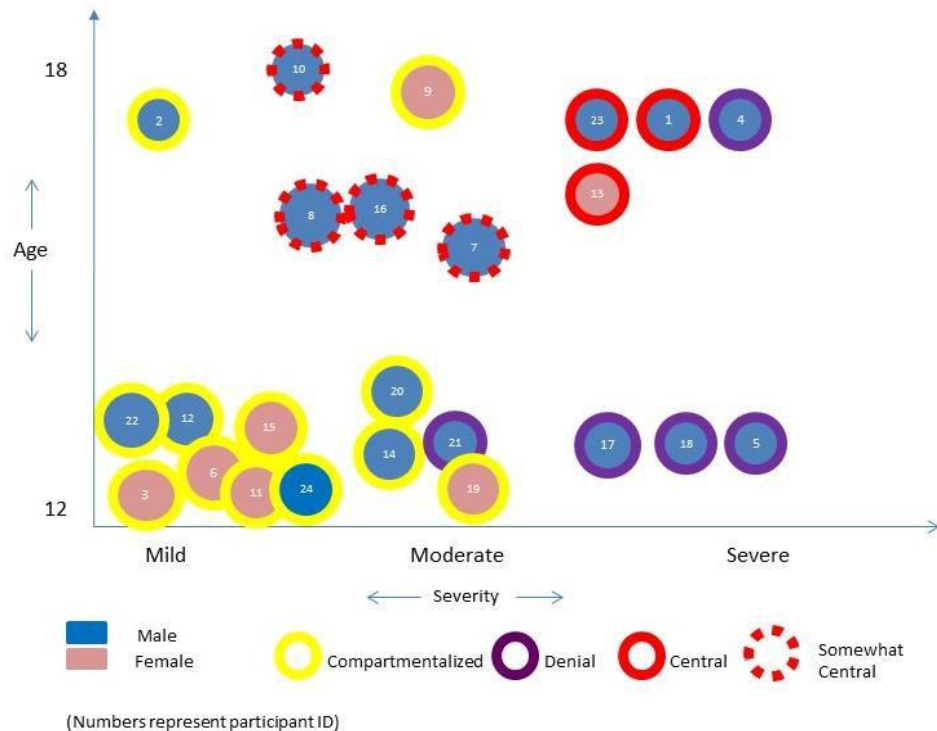 18
10
9
2
23
1
4
13
8
16
7
Age
20
22
12
15
21
17
18
5
14
6
3
11
24
19
12
Mild
Moderate
Severe
Severity
Male
Female
Compartmentalized
Denial
Central
Somewhat
Central
(Numbers represent participant ID)